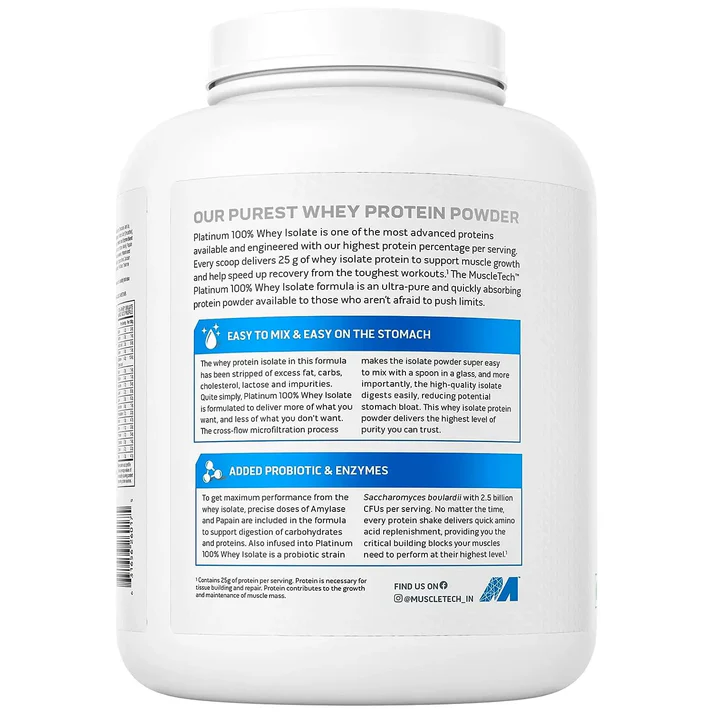 OUR PUREST WHEY PROTEIN POWDER
Platinum 100% Whey Isolate is one of the most advanced proteins
available and engineered with our highest protein percentage per serving.
Every scoop delivers 25 g of whey isolate protein to support muscle growth
and help speed up recovery from the toughest workouts.¹ The MuscleTech™
Platinum 100% Whey Isolate formula is an ultra-pure and quickly absorbing
protein powder available to those who aren't afraid to push limits.
EASY TO MIX & EASY ON THE STOMACH
The whey protein isolate in this formula
has been stripped of excess fat, carbs,
cholesterol, lactose and impurities.
Quite simply, Platinum 100% Whey Isolate
is formulated to deliver more of what you
want, and less of what you don't want.
The cross-flow microfiltration process
makes the isolate powder super easy
to mix with a spoon in a glass, and more
importantly, the high-quality isolate
digests easily, reducing potential
stomach bloat. This whey isolate protein
powder delivers the highest level of
purity you can trust.
ADDED PROBIOTIC & ENZYMES
To get maximum performance from the
whey isolate, precise doses of Amylase
and Papain are included in the formula
to support digestion of carbohydrates
and proteins. Also infused into Platinum
100% Whey Isolate is a probiotic strain
Saccharomyces boulardii with 2.5 billion
CFUs per serving. No matter the time,
every protein shake delivers quick amino
acid replenishment, providing you the
critical building blocks your muscles
need to perform at their highest level.¹
¹ Contains 25g of protein per serving. Protein is necessary for
tissue building and repair. Protein contributes to the growth
and maintenance of muscle mass.
FIND US ON
@MUSCLETECH_IN